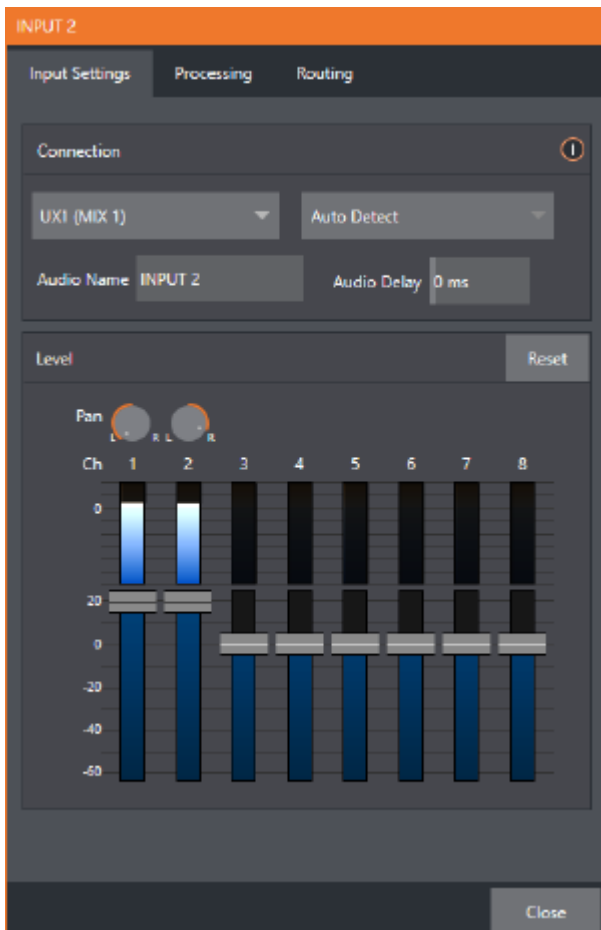 INPUT 2
Input Settings Processing Routing
Connection
UX1 (MIX 1) Auto Detect
Audio Name INPUT 2 Audio Delay 0 ms
Level Reset
Pan L R L R
Ch 1 2 3 4 5 6 7 8
0
20
0
-20
-40
-60
Close